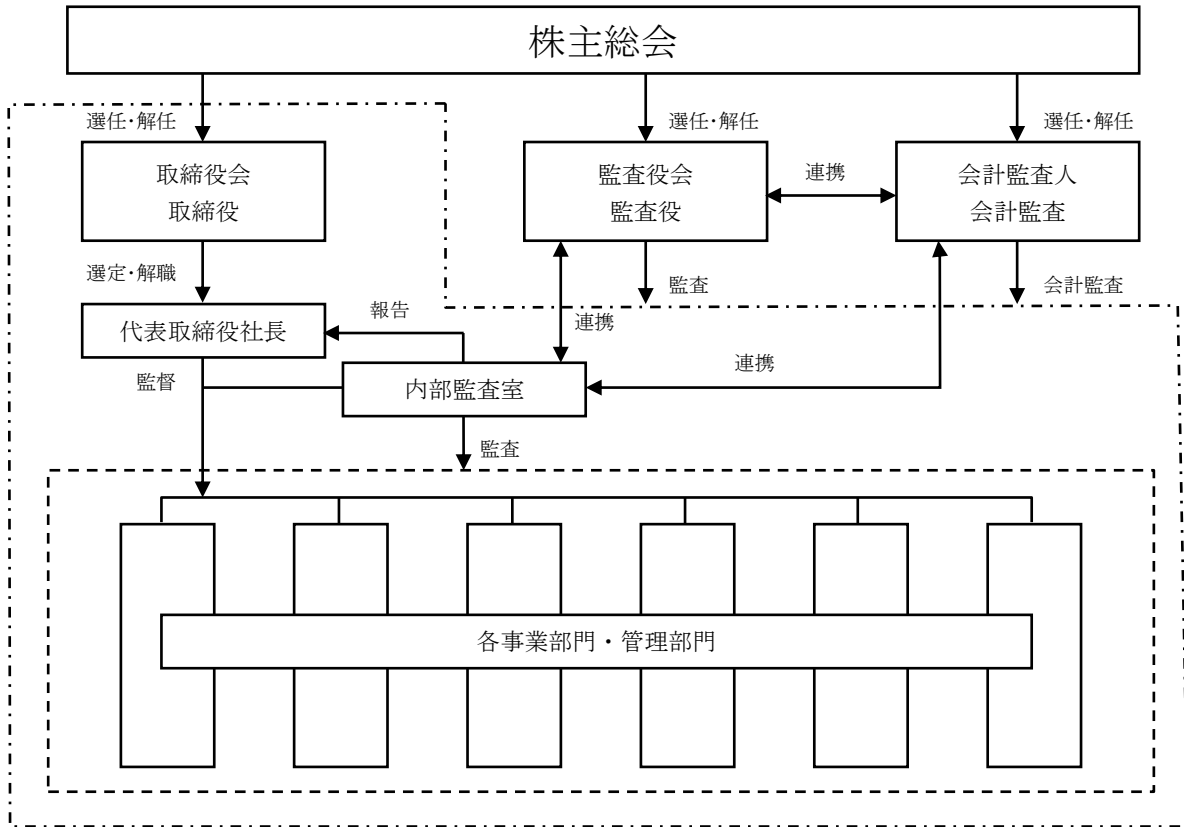 株主総会
選任・解任
選任・解任
選任・解任
取締役会
取締役
監査役会
監査役
連携
会計監査人
会計監査
選定・解職
監査
会計監査
代表取締役社長
報告
連携
監督
内部監査室
連携
監査
各事業部門・管理部門